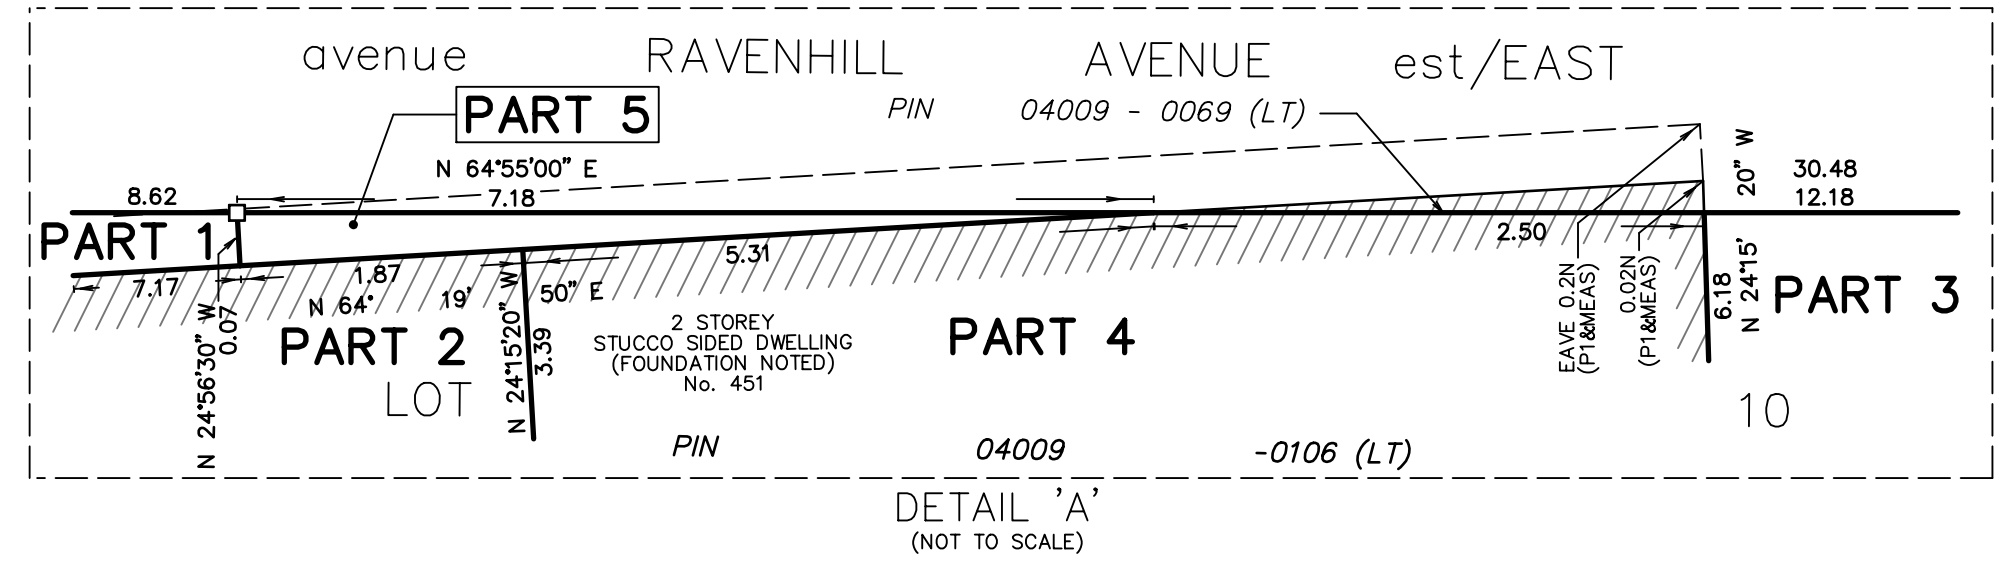 avenue RAVENHILL AVENUE est/EAST
PART 5
PIN 04009 - 0069 (LT)
N 64°55'00" E
8.62
7.18
20" W
30.48
12.18
PART 1
5.31
2.50
1.87
7.17
N 64° 19' 50" E
N 24°56'30" W
0.07
PART 2
LOT
N 24°15'20" W
3.39
2 STOREY
STUCCO SIDED DWELLING
(FOUNDATION NOTED)
No. 451
PART 4
EAVE 0.2N
(P1&MEAS)
0.02N
(P1&MEAS)
6.18
N 24°15'
PART 3
10
PIN 04009 -0106 (LT)
DETAIL 'A'
(NOT TO SCALE)